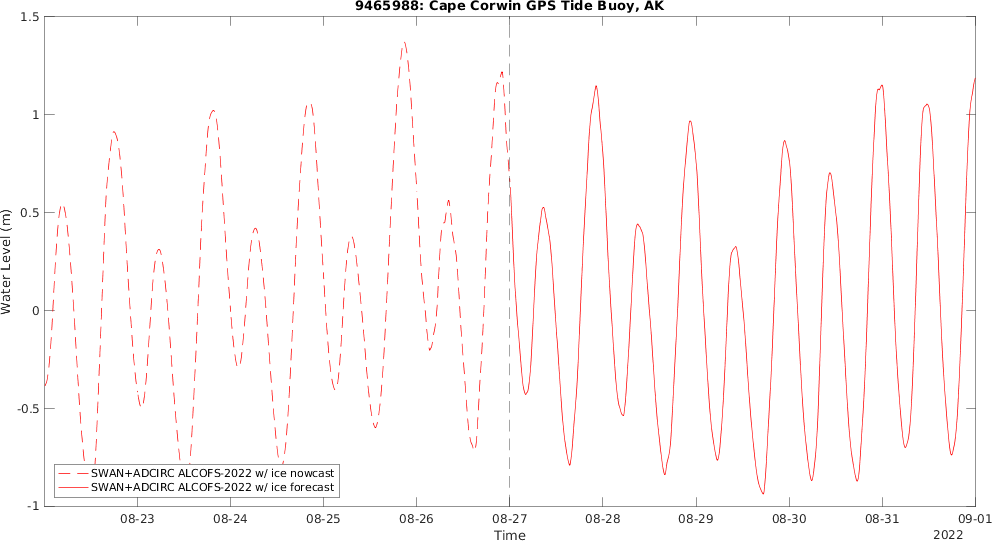 9465988: Cape Corwin GPS Tide Buoy, AK
1.5
1
0.5
0
-0.5
-1
Water Level (m)
SWAN+ADCIRC ALCOFS-2022 w/ ice nowcast
SWAN+ADCIRC ALCOFS-2022 w/ ice forecast
08-23 08-24 08-25 08-26 08-27 08-28 08-29 08-30 08-31 09-01
Time
2022